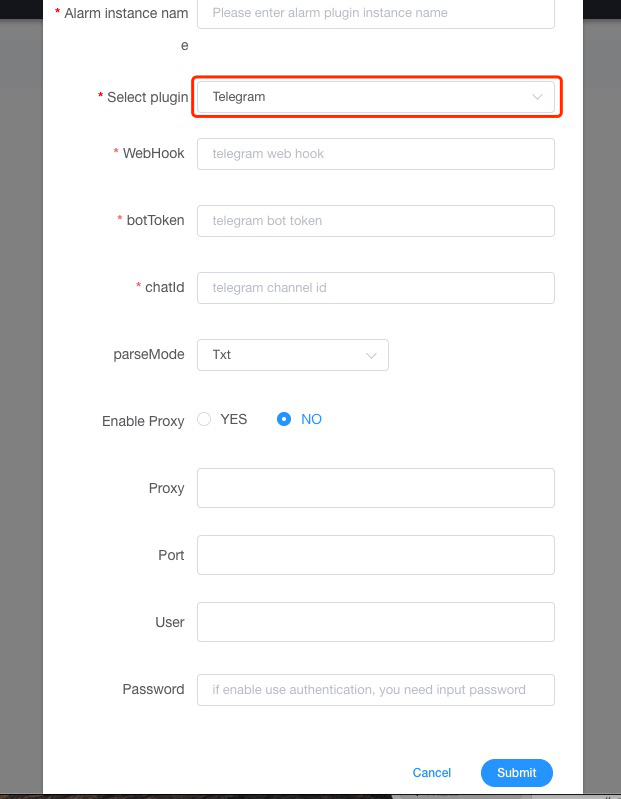 * Alarm instance nam
e
Please enter alarm plugin instance name
* Select plugin
Telegram
* WebHook
telegram web hook
* botToken
telegram bot token
* chatId
telegram channel id
parseMode
Txt
Enable Proxy
YES
NO
Proxy
Port
User
Password
if enable use authentication, you need input password
Cancel
Submit